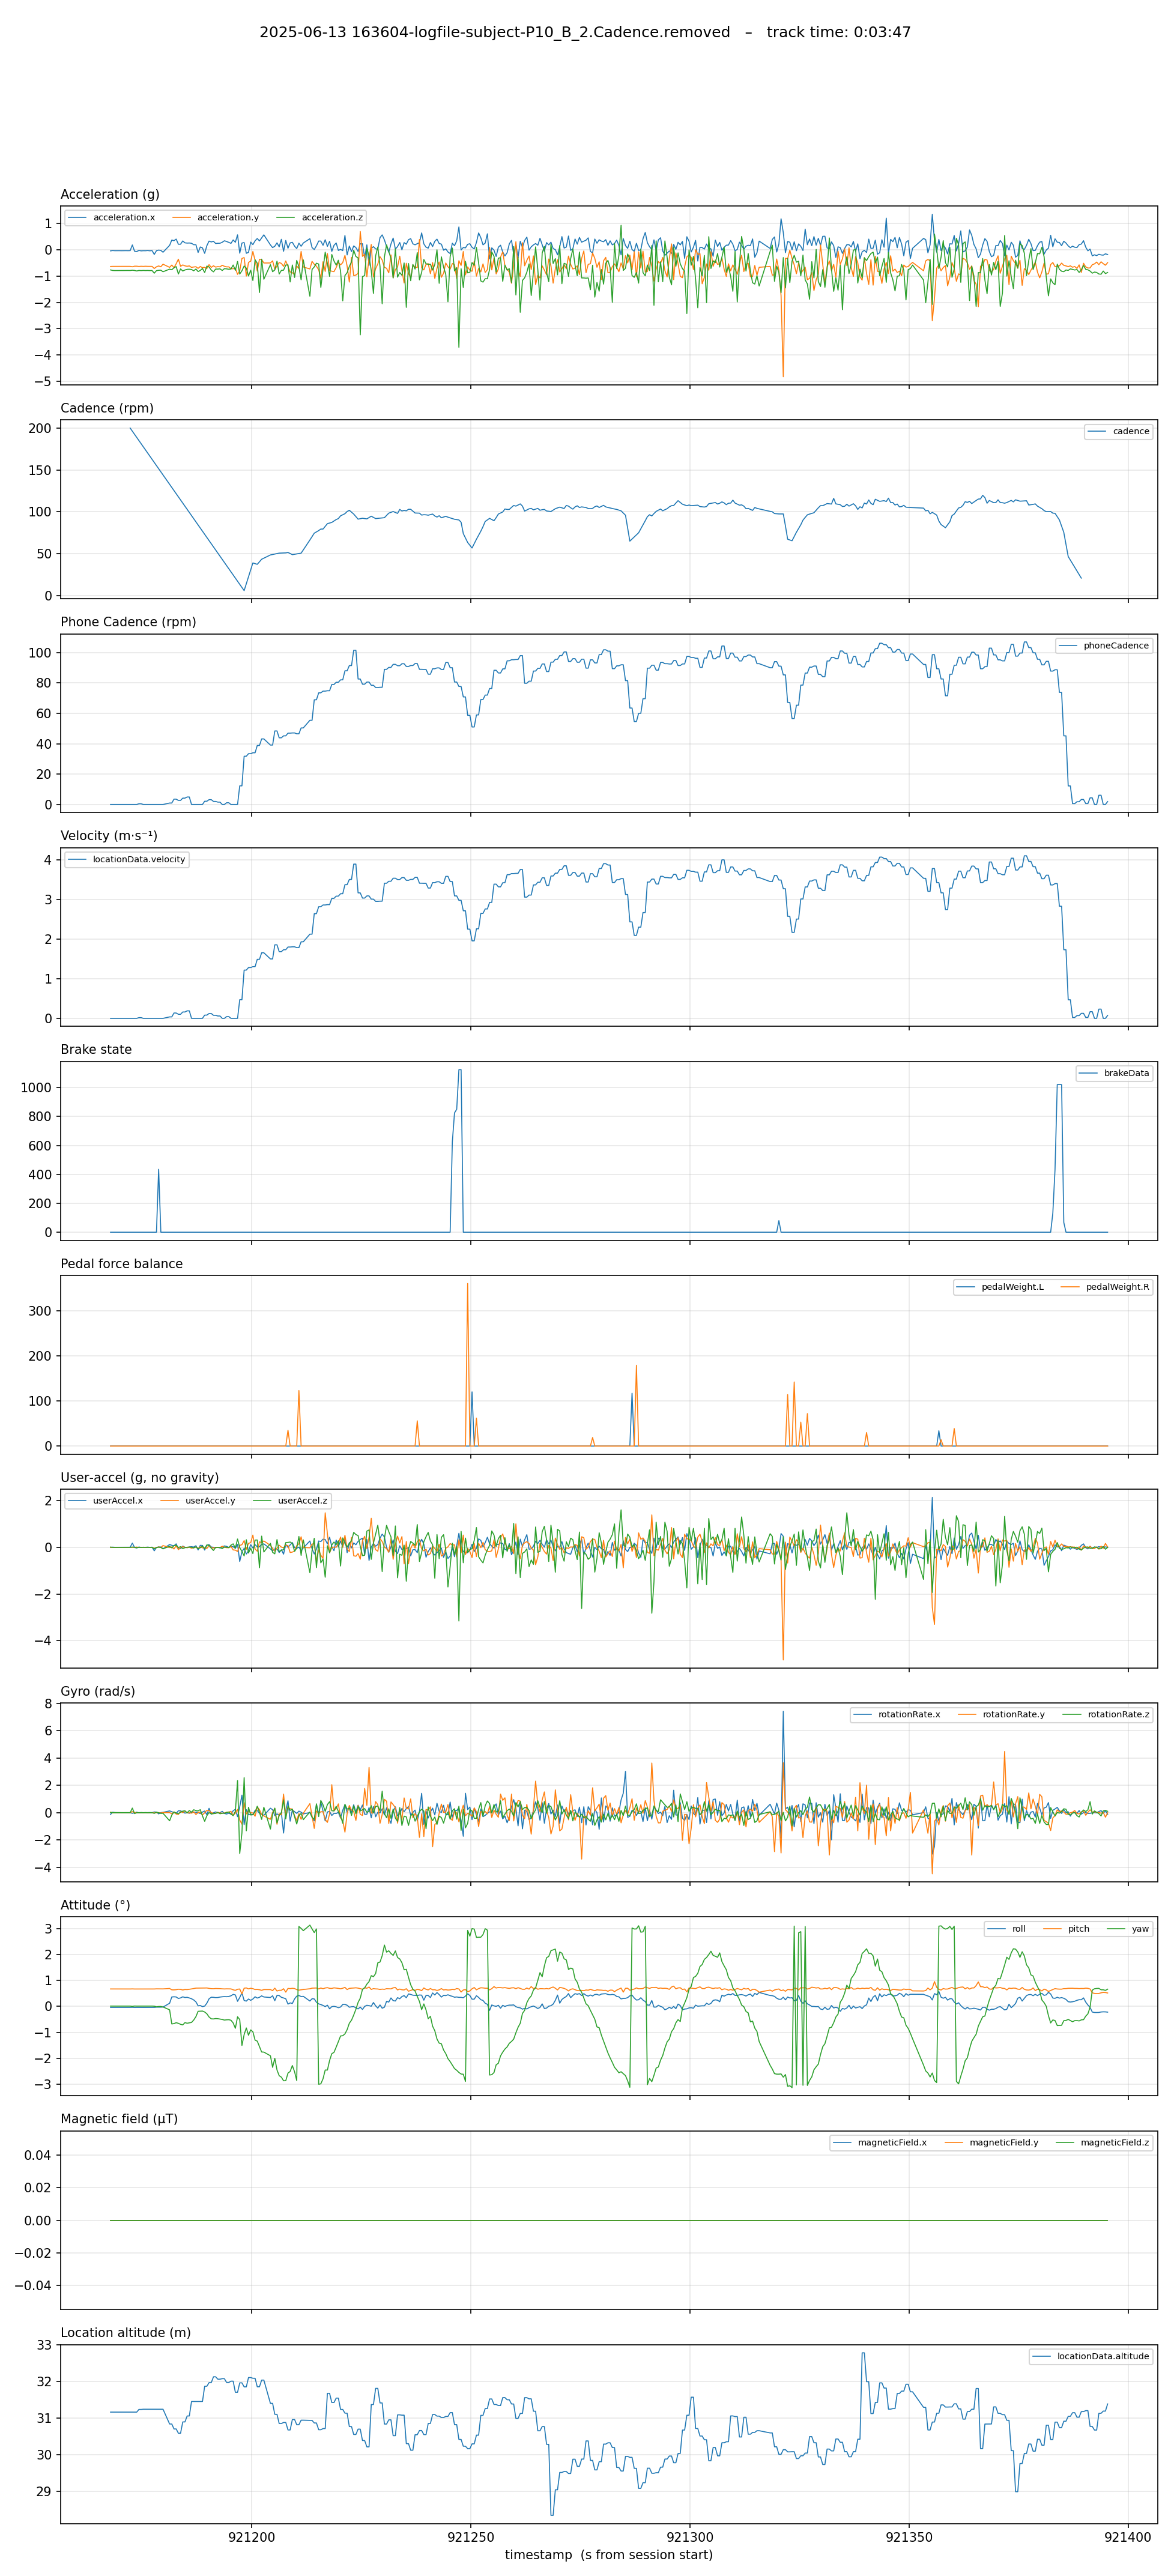 2025-06-13 163604-logfile-subject-P10_B_2.Cadence.removed – track time: 0:03:47
Acceleration (g)
acceleration.x acceleration.y acceleration.z
1
0
−1
−2
−3
−4
−5
Cadence (rpm)
cadence
200
150
100
50
0
Phone Cadence (rpm)
phoneCadence
100
80
60
40
20
0
Velocity (m·s⁻¹)
locationData.velocity
4
3
2
1
0
Brake state
brakeData
1000
800
600
400
200
0
Pedal force balance
pedalWeight.L pedalWeight.R
300
200
100
0
User-accel (g, no gravity)
userAccel.x userAccel.y userAccel.z
2
0
−2
−4
Gyro (rad/s)
rotationRate.x rotationRate.y rotationRate.z
8
6
4
2
0
−2
−4
Attitude (°)
roll pitch yaw
3
2
1
0
−1
−2
−3
Magnetic field (µT)
magneticField.x magneticField.y magneticField.z
0.04
0.02
0.00
−0.02
−0.04
Location altitude (m)
locationData.altitude
33
32
31
30
29
921200 921250 921300 921350 921400
timestamp (s from session start)